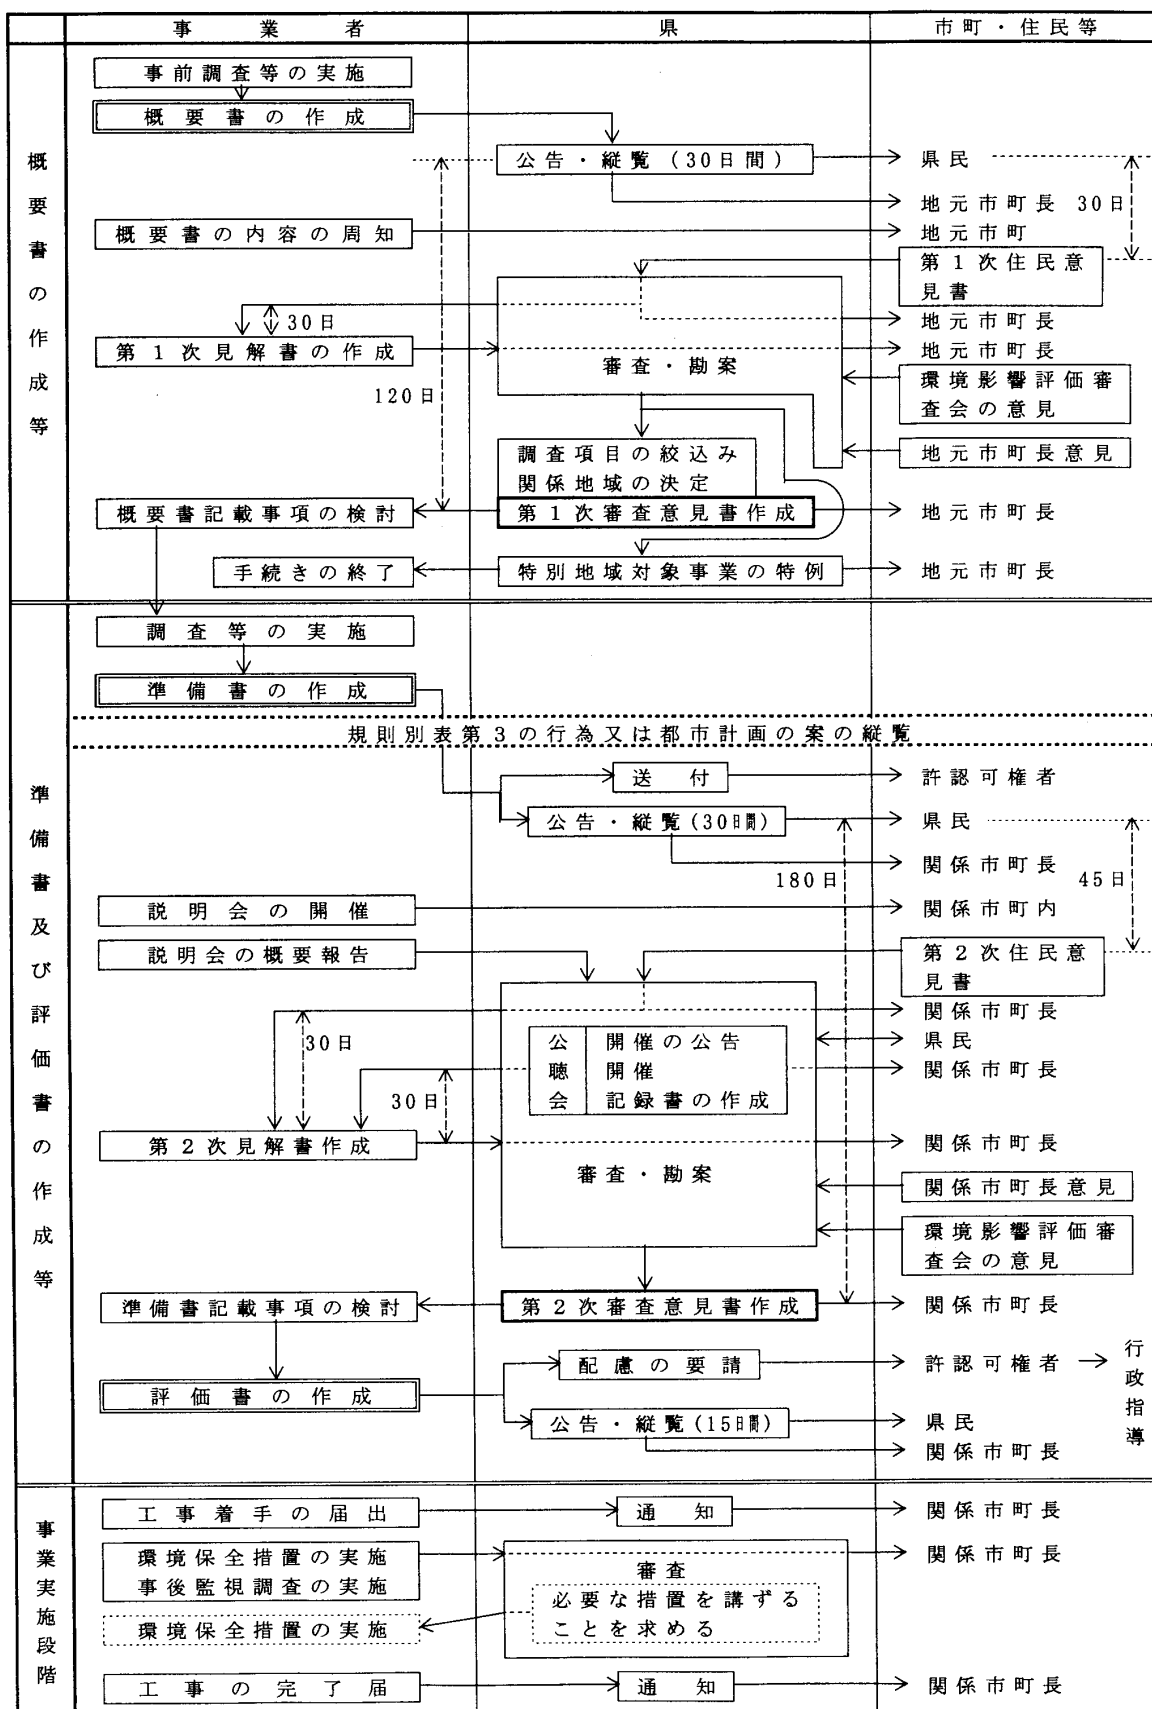 事業者 県 市町・住民等
概要書の作成等
事前調査等の実施
概要書の作成
公告・縦覧(30日間) 県民
地元市町長 30日
概要書の内容の周知 地元市町
第1次住民意
見書
30日 地元市町長
第1次見解書の作成 地元市町長
審査・勘案
120日
環境影響評価審
査会の意見
調査項目の絞込み
関係地域の決定
地元市町長意見
概要書記載事項の検討 第1次審査意見書作成 地元市町長
手続きの終了 特別地域対象事業の特例 地元市町長
準備書及び評価書の作成等
調査等の実施
準備書の作成
規則別表第3の行為又は都市計画の案の縦覧
送付 許認可権者
公告・縦覧(30日間) 県民
関係市町長
180日 45日
説明会の開催 関係市町内
説明会の概要報告
第2次住民意
見書
関係市町長
30日
公聴会
開催の公告
開催
記録書の作成
県民
関係市町長
30日
第2次見解書作成 関係市町長
審査・勘案
関係市町長意見
環境影響評価審
査会の意見
準備書記載事項の検討 第2次審査意見書作成 関係市町長
配慮の要請 許認可権者
行政指導
評価書の作成
公告・縦覧(15日間) 県民
関係市町長
事業実施段階
工事着手の届出 通知 関係市町長
環境保全措置の実施
事後監視調査の実施
関係市町長
審査
必要な措置を講ずる
ことを求める
環境保全措置の実施
工事の完了届 通知 関係市町長